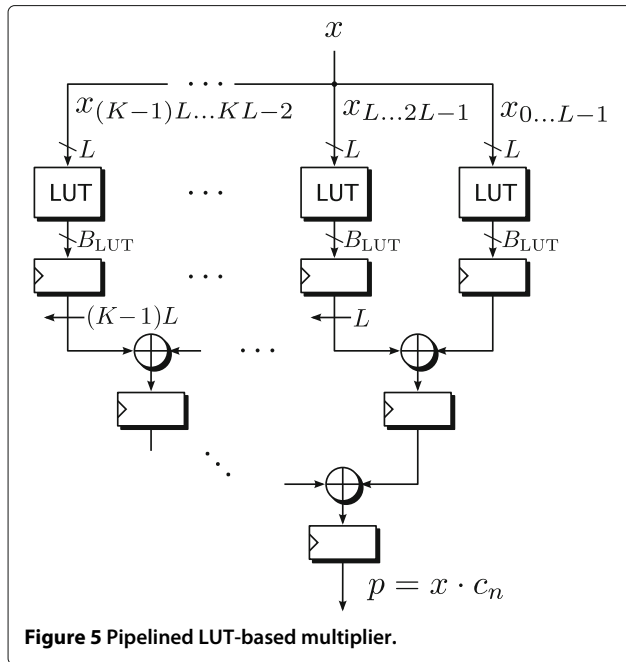 x
x_{(K-1)L...KL-2} x_{L...2L-1} x_{0...L-1}
L L L
LUT ... LUT LUT
B_{LUT} B_{LUT} B_{LUT}
(K-1)L L
p = x · c_n
Figure 5 Pipelined LUT-based multiplier.